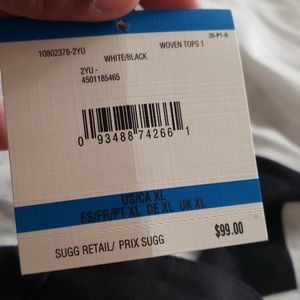 35-P1-6
10802376-2YU WOVEN TOPS 1
WHITE/BLACK
2YU -
4501185465
0 93488 74266 1
US/CA XL
ES/FR/PT XL DE XL UK XL
SUGG RETAIL/ PRIX SUGG $99.00